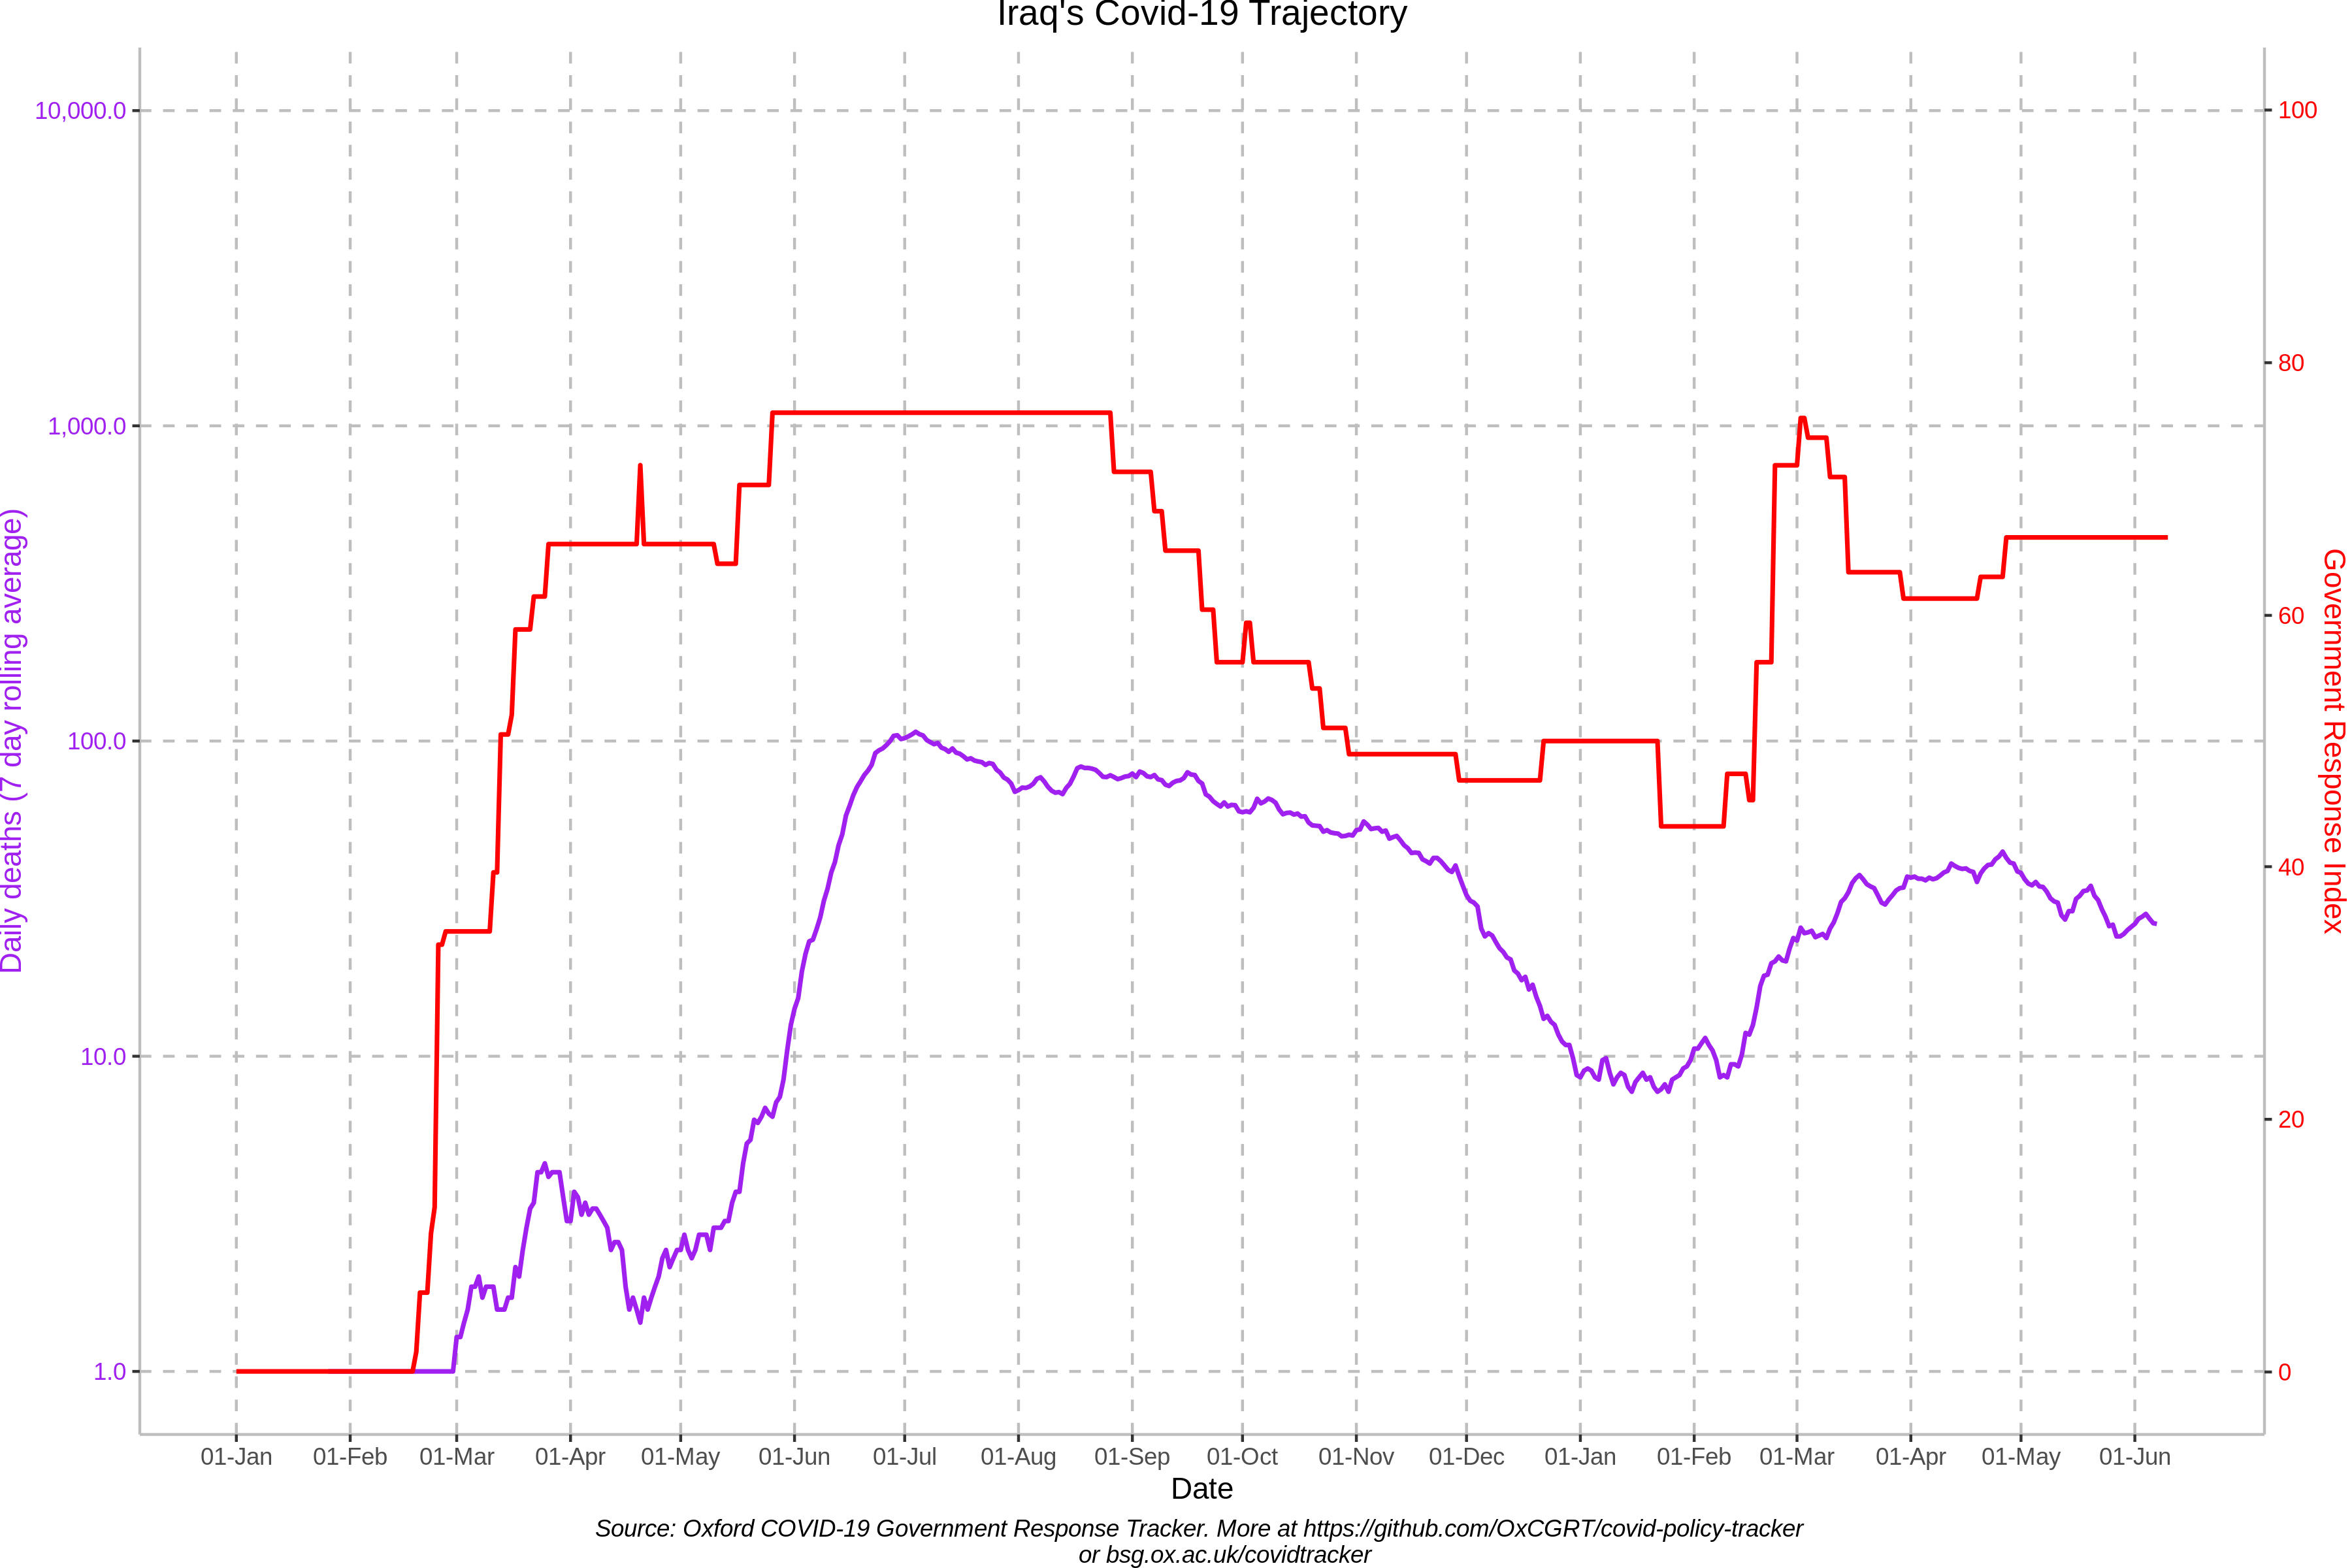 Iraq's Covid-19 Trajectory
10,000.0
1,000.0
100.0
10.0
1.0
Daily deaths (7 day rolling average)
100
80
60
40
20
0
Government Response Index
01-Jan 01-Feb 01-Mar 01-Apr 01-May 01-Jun 01-Jul 01-Aug 01-Sep 01-Oct 01-Nov 01-Dec 01-Jan 01-Feb 01-Mar 01-Apr 01-May 01-Jun
Date
Source: Oxford COVID-19 Government Response Tracker. More at https://github.com/OxCGRT/covid-policy-tracker
or bsg.ox.ac.uk/covidtracker